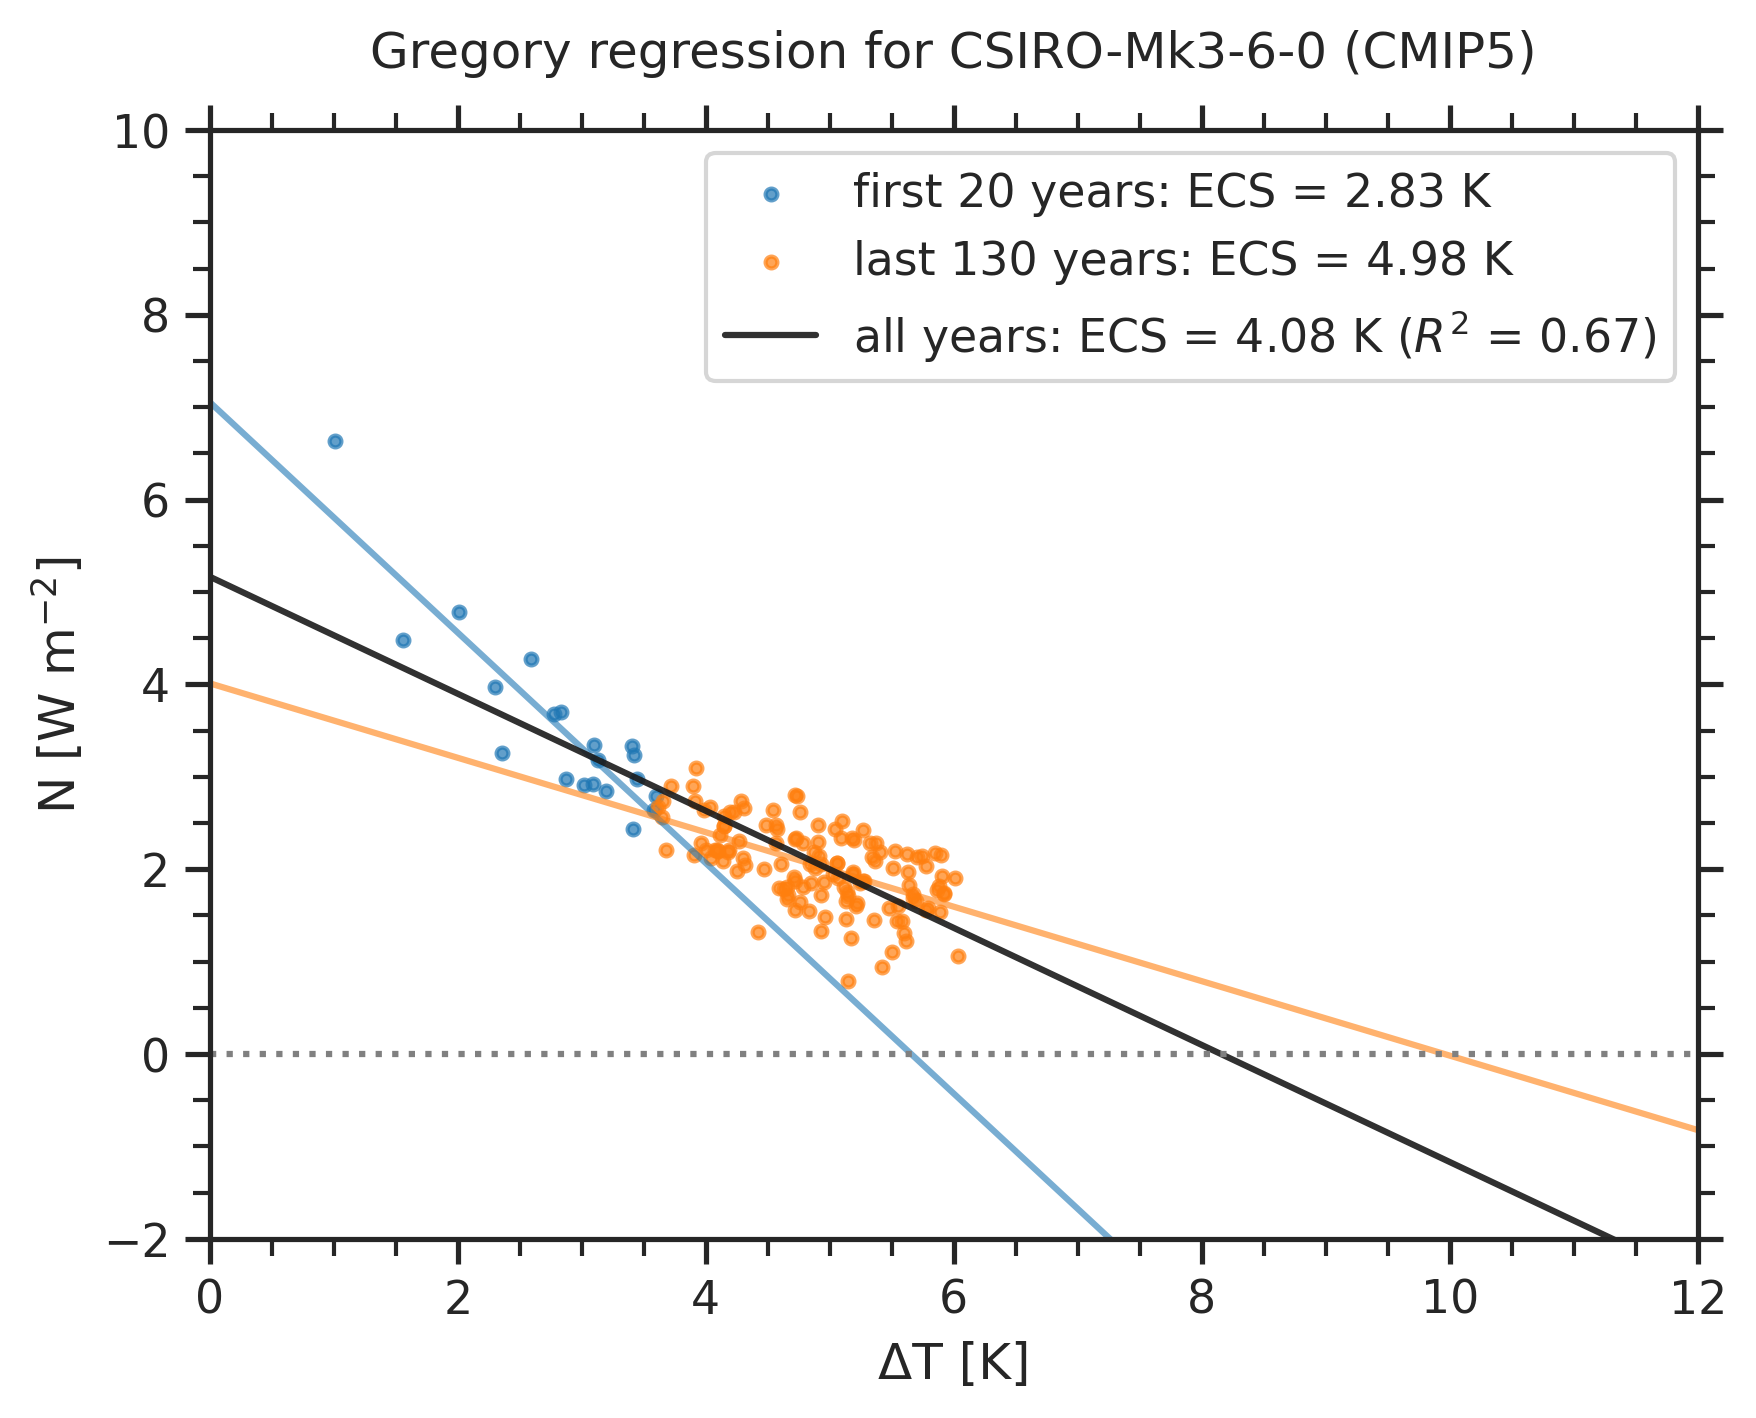 Gregory regression for CSIRO-Mk3-6-0 (CMIP5)
first 20 years: ECS = 2.83 K
last 130 years: ECS = 4.98 K
all years: ECS = 4.08 K (R² = 0.67)
N [W m⁻²]
10
8
6
4
2
0
−2
0 2 4 6 8 10 12
ΔT [K]